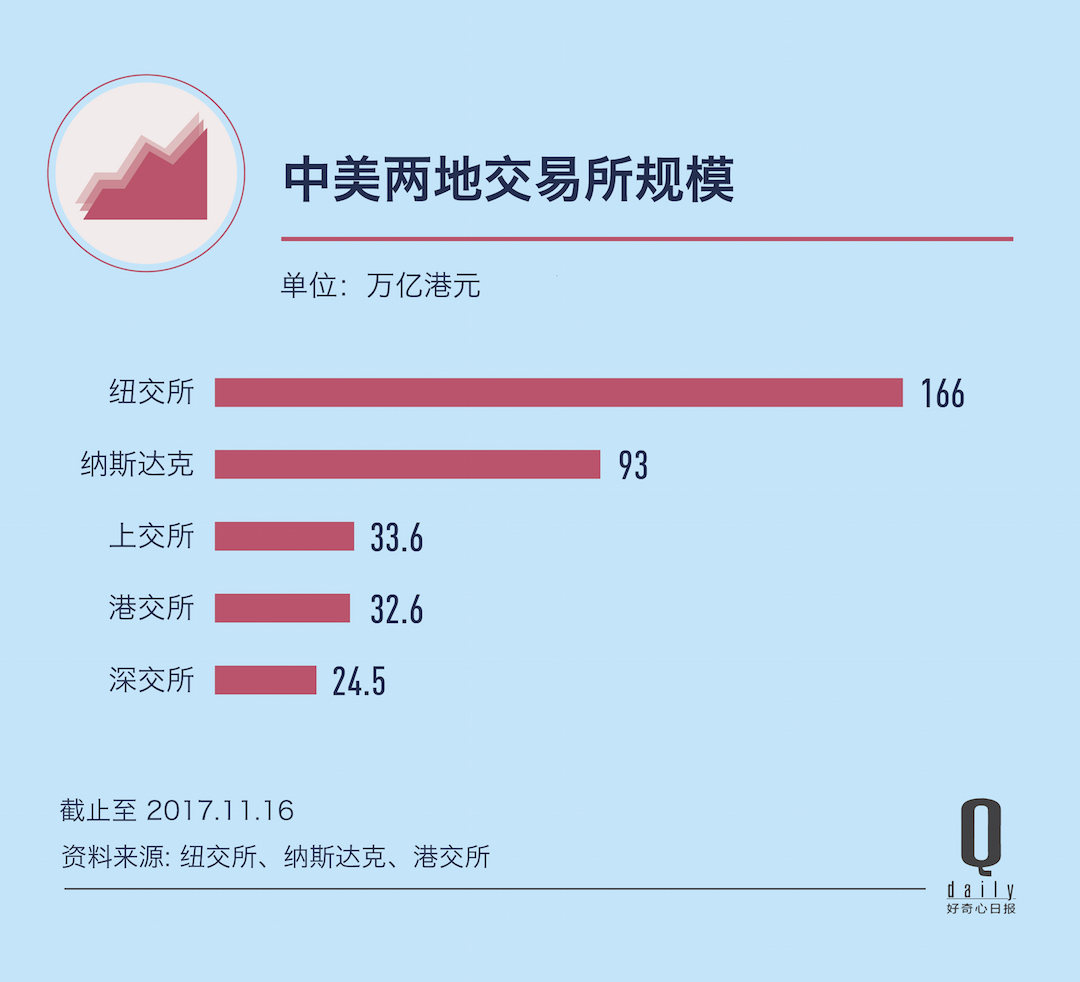 中美两地交易所规模
单位：万亿港元
纽交所 166
纳斯达克 93
上交所 33.6
港交所 32.6
深交所 24.5
截止至 2017.11.16
资料来源: 纽交所、纳斯达克、港交所
Q
daily
好奇心日报